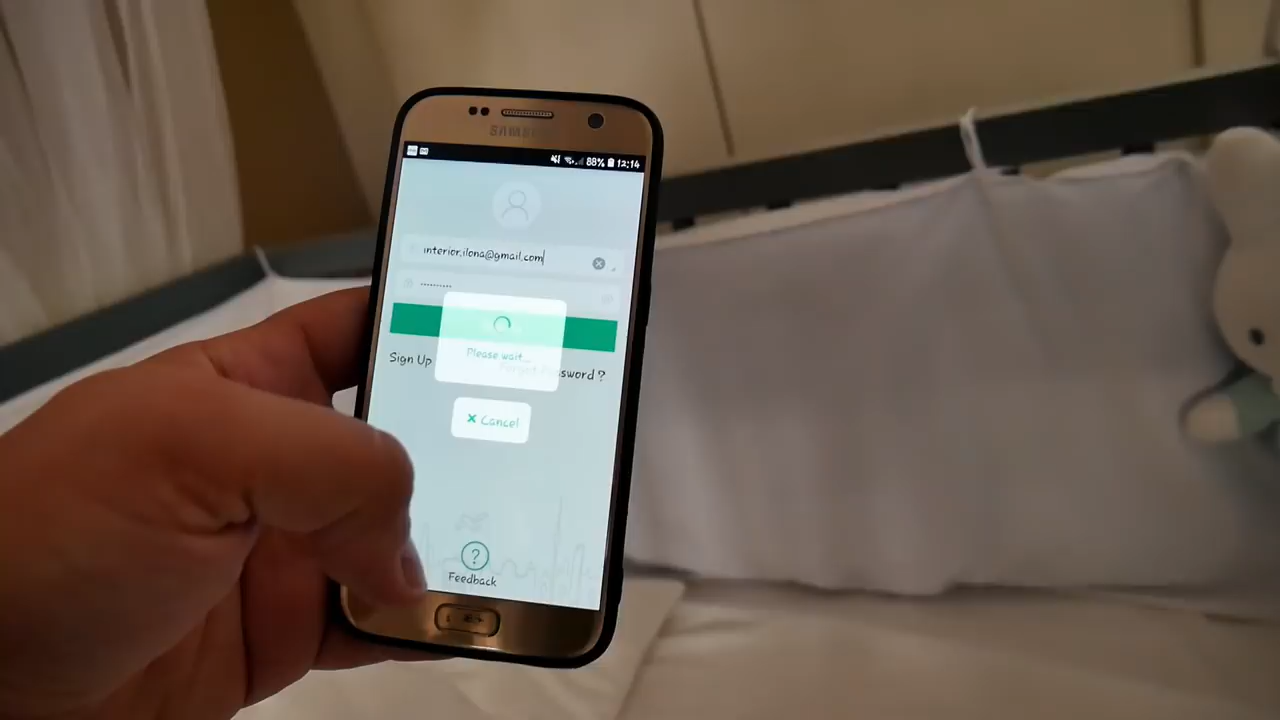 SAMSUNG
88% 12:14
interior.ilona@gmail.com
Please wait...
Sign Up
Forgot Password ?
Cancel
Feedback